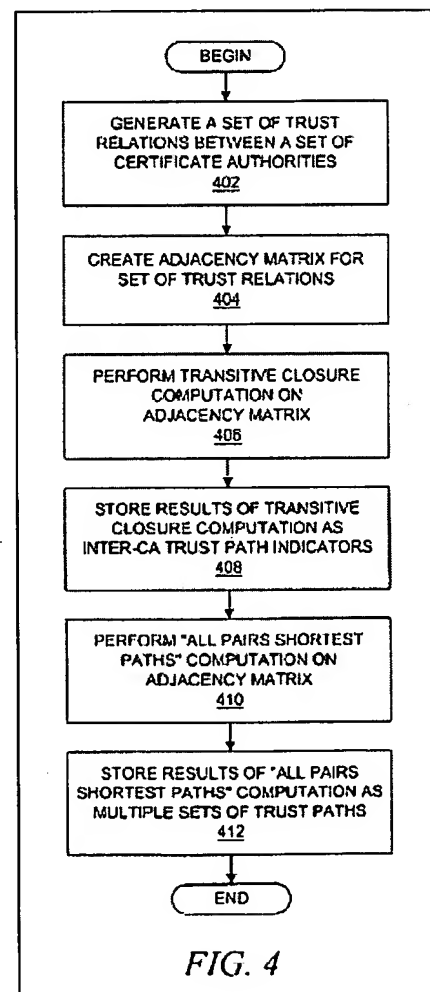 BEGIN
GENERATE A SET OF TRUST
RELATIONS BETWEEN A SET OF
CERTIFICATE AUTHORITIES
402
CREATE ADJACENCY MATRIX FOR
SET OF TRUST RELATIONS
404
PERFORM TRANSITIVE CLOSURE
COMPUTATION ON
ADJACENCY MATRIX
406
STORE RESULTS OF TRANSITIVE
CLOSURE COMPUTATION AS
INTER-CA TRUST PATH INDICATORS
408
PERFORM "ALL PAIRS SHORTEST
PATHS" COMPUTATION ON
ADJACENCY MATRIX
410
STORE RESULTS OF "ALL PAIRS
SHORTEST PATHS" COMPUTATION AS
MULTIPLE SETS OF TRUST PATHS
412
END
FIG. 4